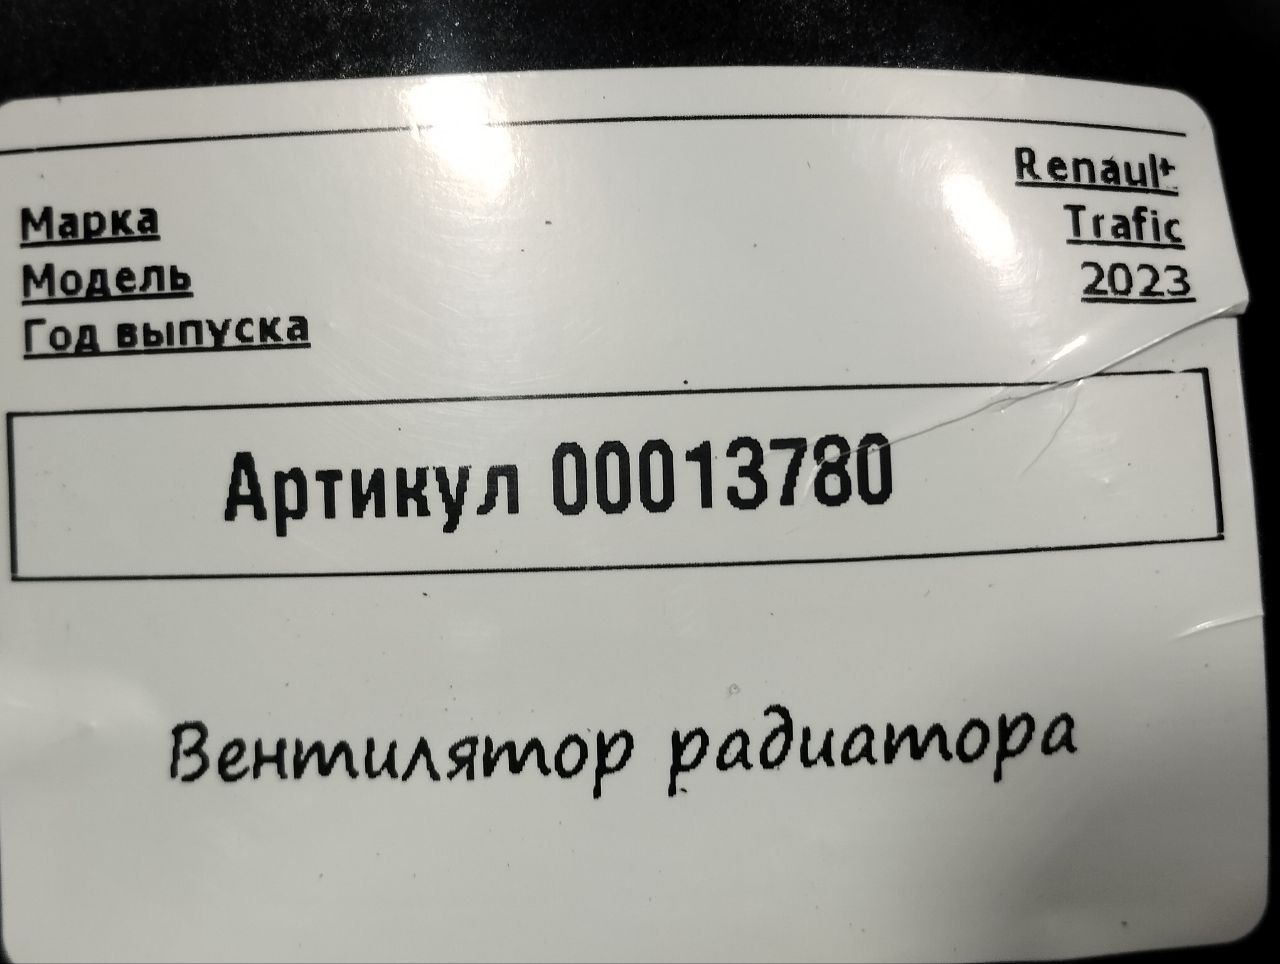 Марка Renault
Модель Trafic
Год выпуска 2023
Артикул 00013780
Вентилятор радиатора